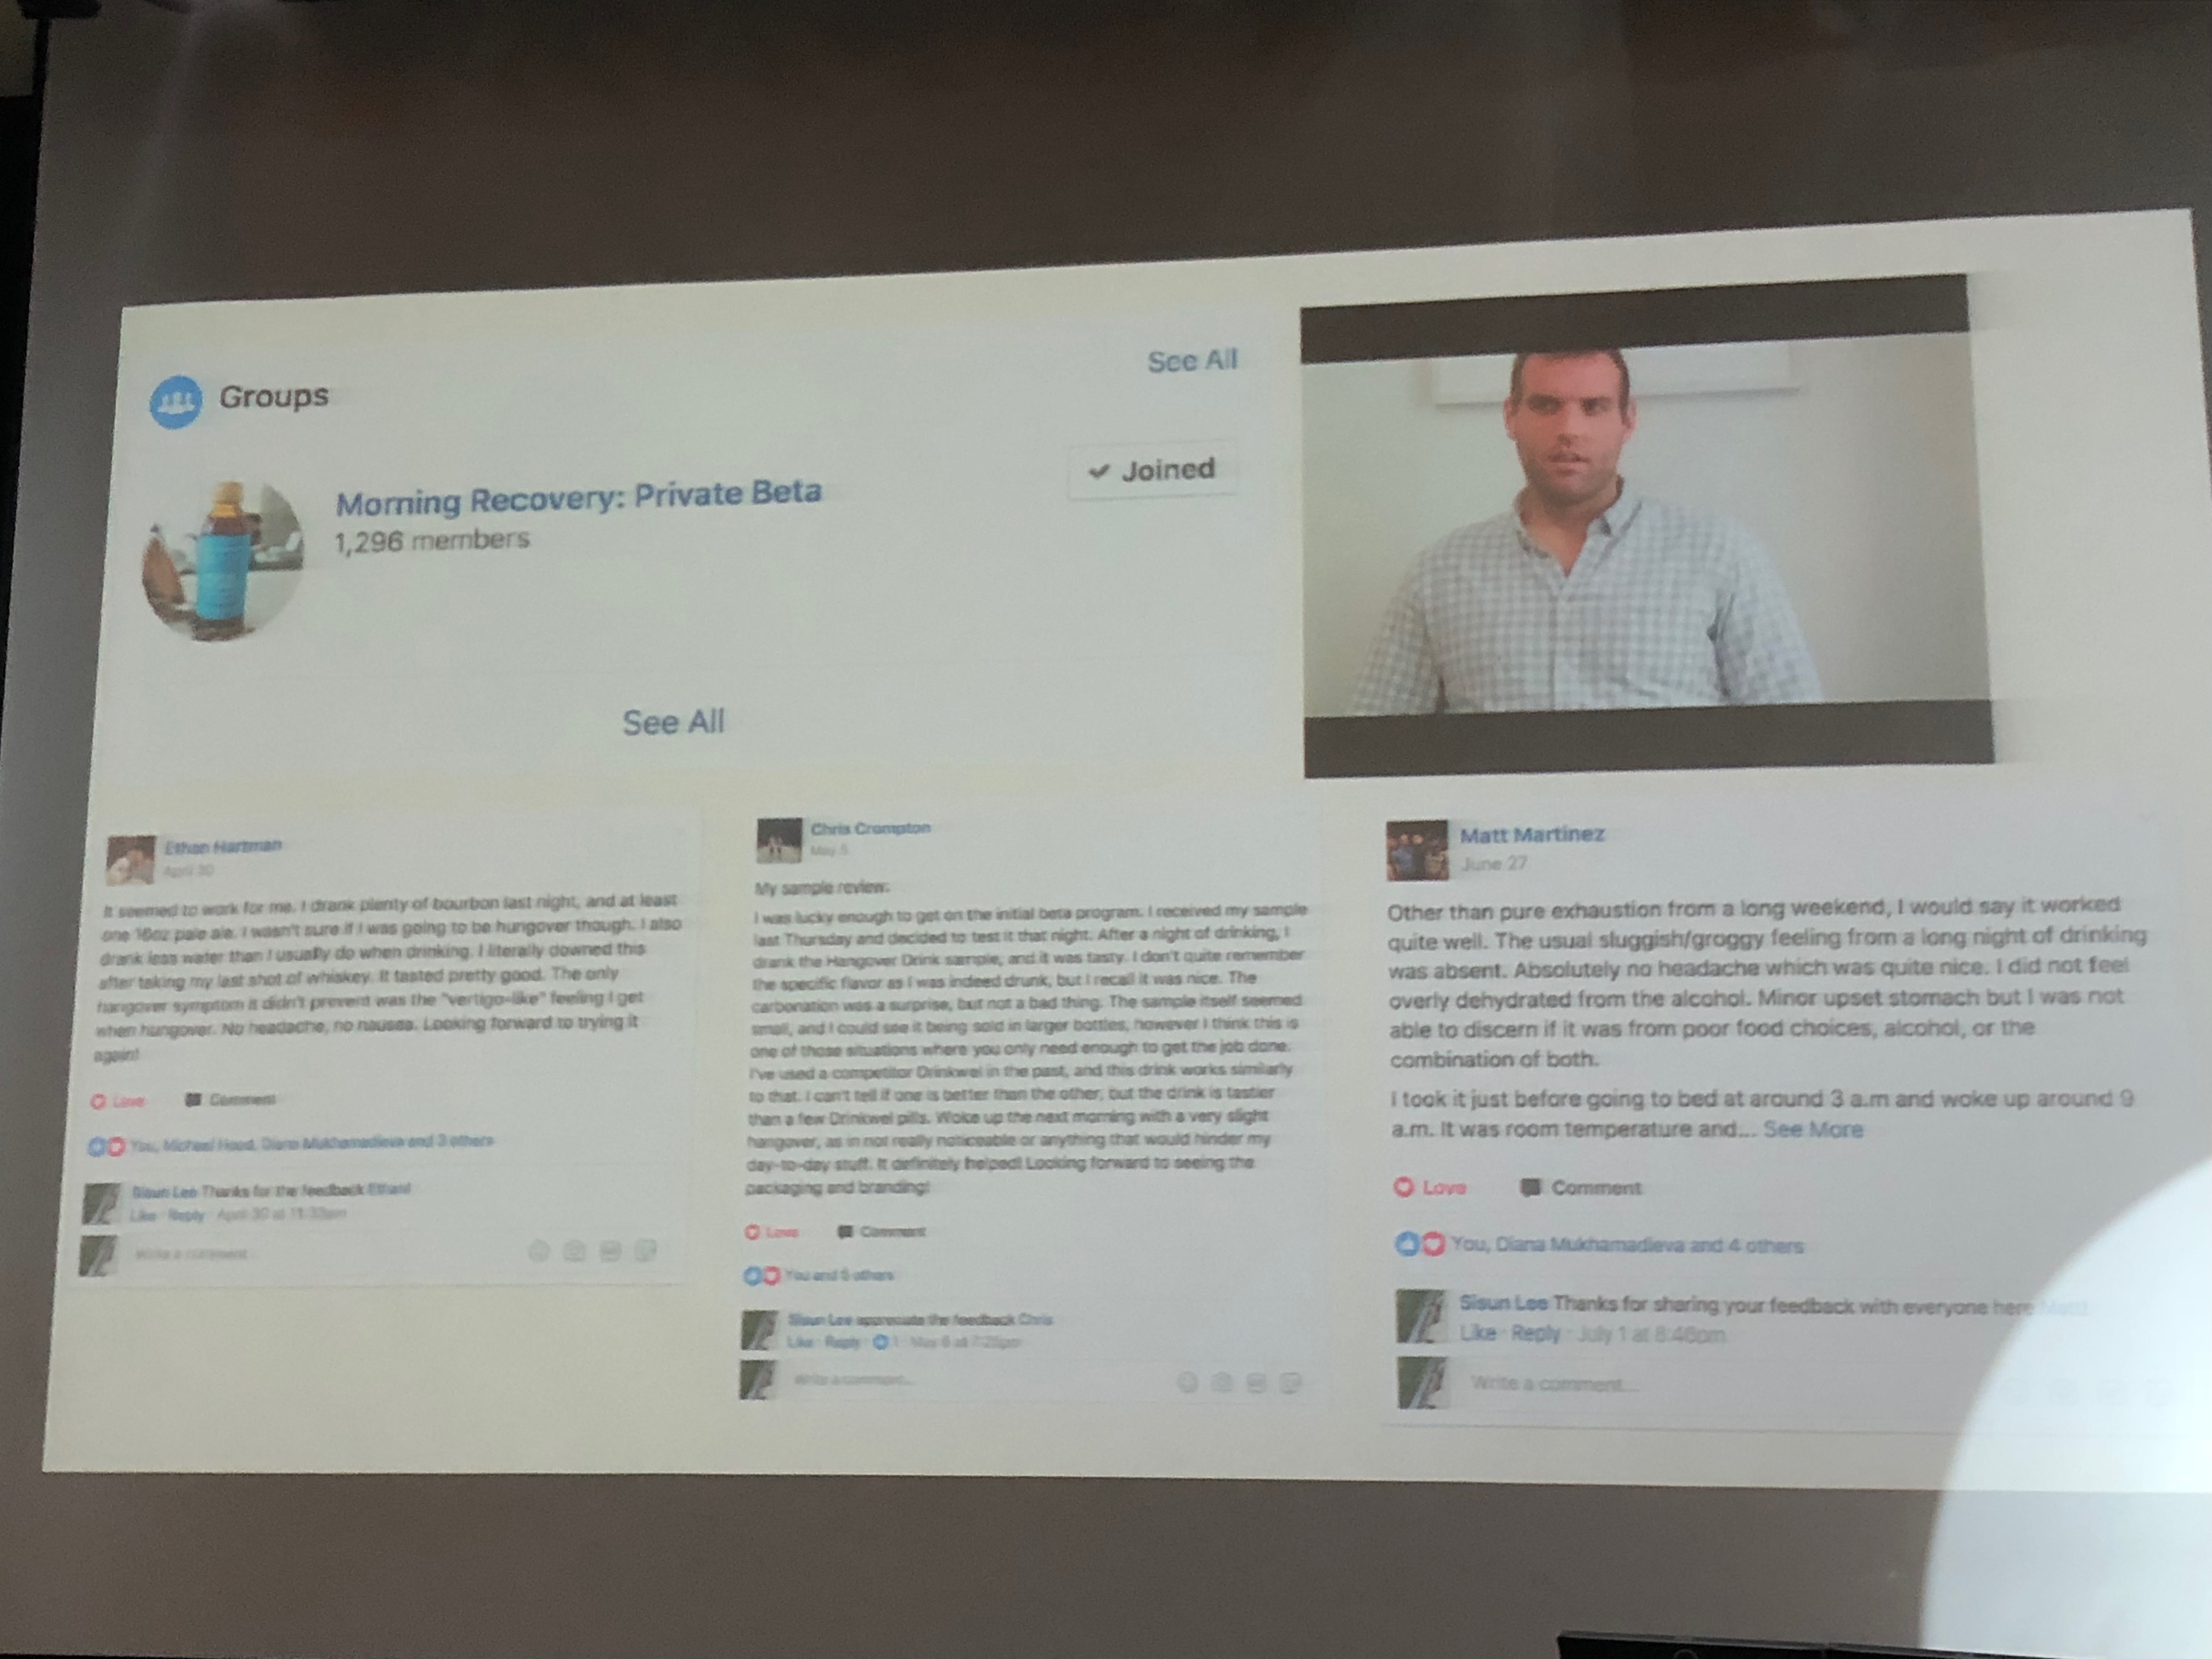 See All
Groups
Joined
Morning Recovery: Private Beta
1,296 members
See All
Ethan Hartman
April 30
It seemed to work for me. I drank plenty of bourbon last night, and at least
one 16oz pale ale. I wasn't sure if I was going to be hungover though. I also
drank less water than I usually do when drinking. I literally downed this
after taking my last shot of whiskey. It tasted pretty good. The only
hangover symptom it didn't prevent was the "vertigo-like" feeling I get
when hungover. No headache, no nausea. Looking forward to trying it
again!
Love Comment
You, Michael Hood, Diana Mukhamadieva and 3 others
Sisun Lee Thanks for the feedback Ethan!
Like · Reply · April 30 at
Write a comment...
Chris Crompton
May 5
My sample review:
I was lucky enough to get on the initial beta program. I received my sample
last Thursday and decided to test it that night. After a night of drinking, I
drank the Hangover Drink sample, and it was tasty. I don't quite remember
the specific flavor as I was indeed drunk, but I recall it was nice. The
carbonation was a surprise, but not a bad thing. The sample itself seemed
small, and I could see it being sold in larger bottles, however I think this is
one of those situations where you only need enough to get the job done.
I've used a competitor Drinkwel in the past, and this drink works similarly
to that. I can't tell if one is better than the other, but the drink is tastier
than a few Drinkwel pills. Woke up the next morning with a very slight
hangover, as in not really noticeable or anything that would hinder my
day-to-day stuff. It definitely helped! Looking forward to seeing the
packaging and branding!
Love Comment
You and 5 others
Sisun Lee appreciate the feedback Chris
Like · Reply · 1 · May 6 at
Write a comment...
Matt Martinez
June 27
Other than pure exhaustion from a long weekend, I would say it worked
quite well. The usual sluggish/groggy feeling from a long night of drinking
was absent. Absolutely no headache which was quite nice. I did not feel
overly dehydrated from the alcohol. Minor upset stomach but I was not
able to discern if it was from poor food choices, alcohol, or the
combination of both.
I took it just before going to bed at around 3 a.m and woke up around 9
a.m. It was room temperature and... See More
Love Comment
You, Diana Mukhamadieva and 4 others
Sisun Lee Thanks for sharing your feedback with everyone here Matt
Like · Reply · July 1 at 8:46pm
Write a comment...